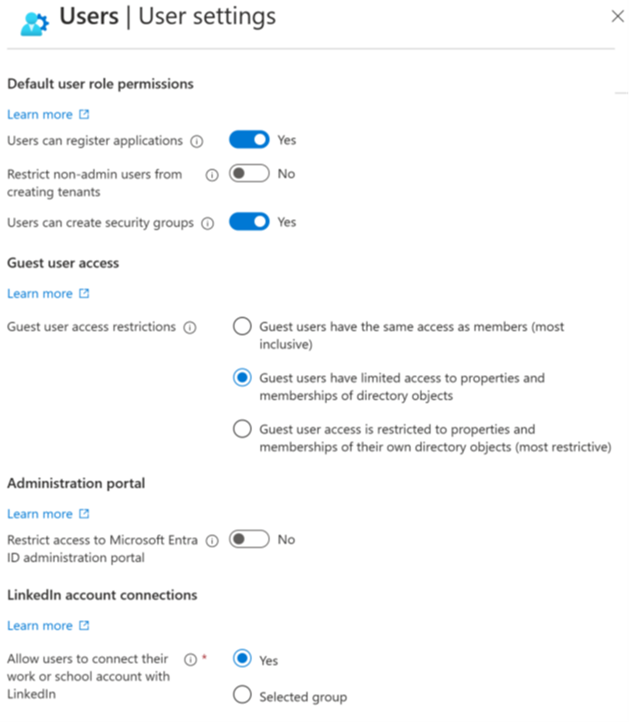 Users | User settings
Default user role permissions
Learn more
Users can register applications Yes
Restrict non-admin users from No
creating tenants
Users can create security groups Yes
Guest user access
Learn more
Guest user access restrictions Guest users have the same access as members (most
inclusive)
Guest users have limited access to properties and
memberships of directory objects
Guest user access is restricted to properties and
memberships of their own directory objects (most restrictive)
Administration portal
Learn more
Restrict access to Microsoft Entra No
ID administration portal
LinkedIn account connections
Learn more
Allow users to connect their * Yes
work or school account with
LinkedIn Selected group